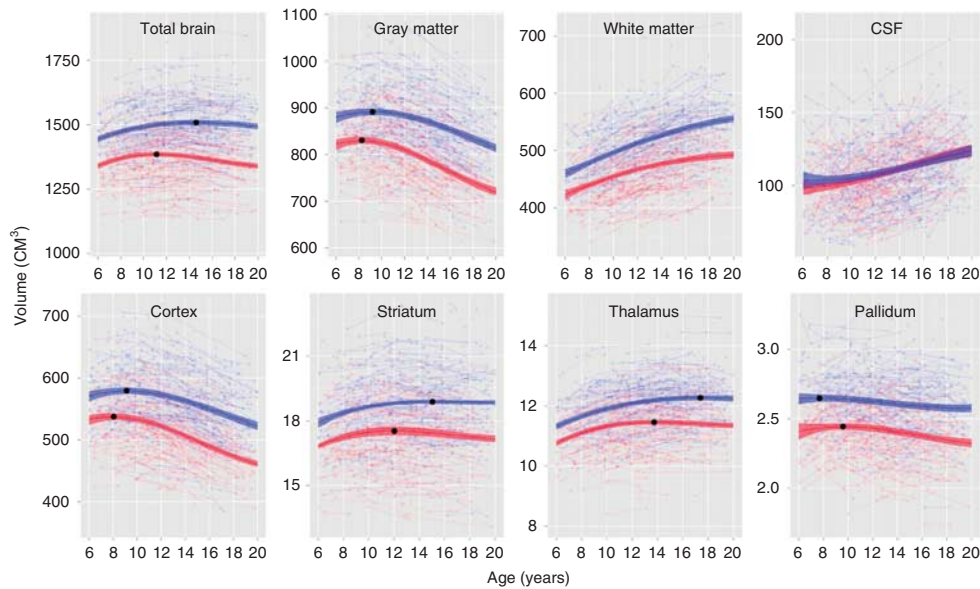 Total brain
Gray matter
White matter
CSF
1750
1500
1250
1000
1100
1000
900
800
700
600
700
600
500
400
200
150
100
6 8 10 12 14 16 18 20
6 8 10 12 14 16 18 20
6 8 10 12 14 16 18 20
6 8 10 12 14 16 18 20
Volume (CM³)
Cortex
Striatum
Thalamus
Pallidum
700
600
500
400
21
18
15
14
12
10
8
3.0
2.5
2.0
6 8 10 12 14 16 18 20
6 8 10 12 14 16 18 20
6 8 10 12 14 16 18 20
6 8 10 12 14 16 18 20
Age (years)